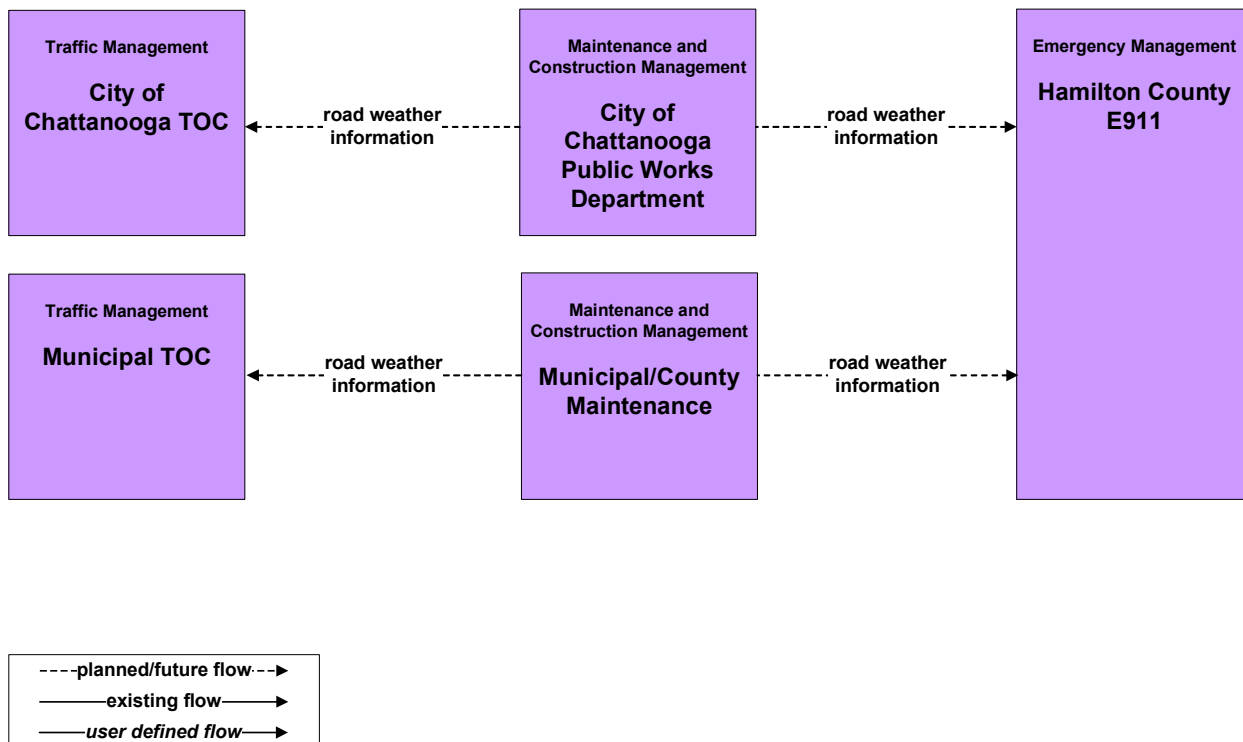 Traffic Management
City of
Chattanooga TOC
road weather
information
Maintenance and
Construction Management
City of
Chattanooga
Public Works
Department
road weather
information
Emergency Management
Hamilton County
E911
Traffic Management
Municipal TOC
road weather
information
Maintenance and
Construction Management
Municipal/County
Maintenance
road weather
information
planned/future flow
existing flow
user defined flow